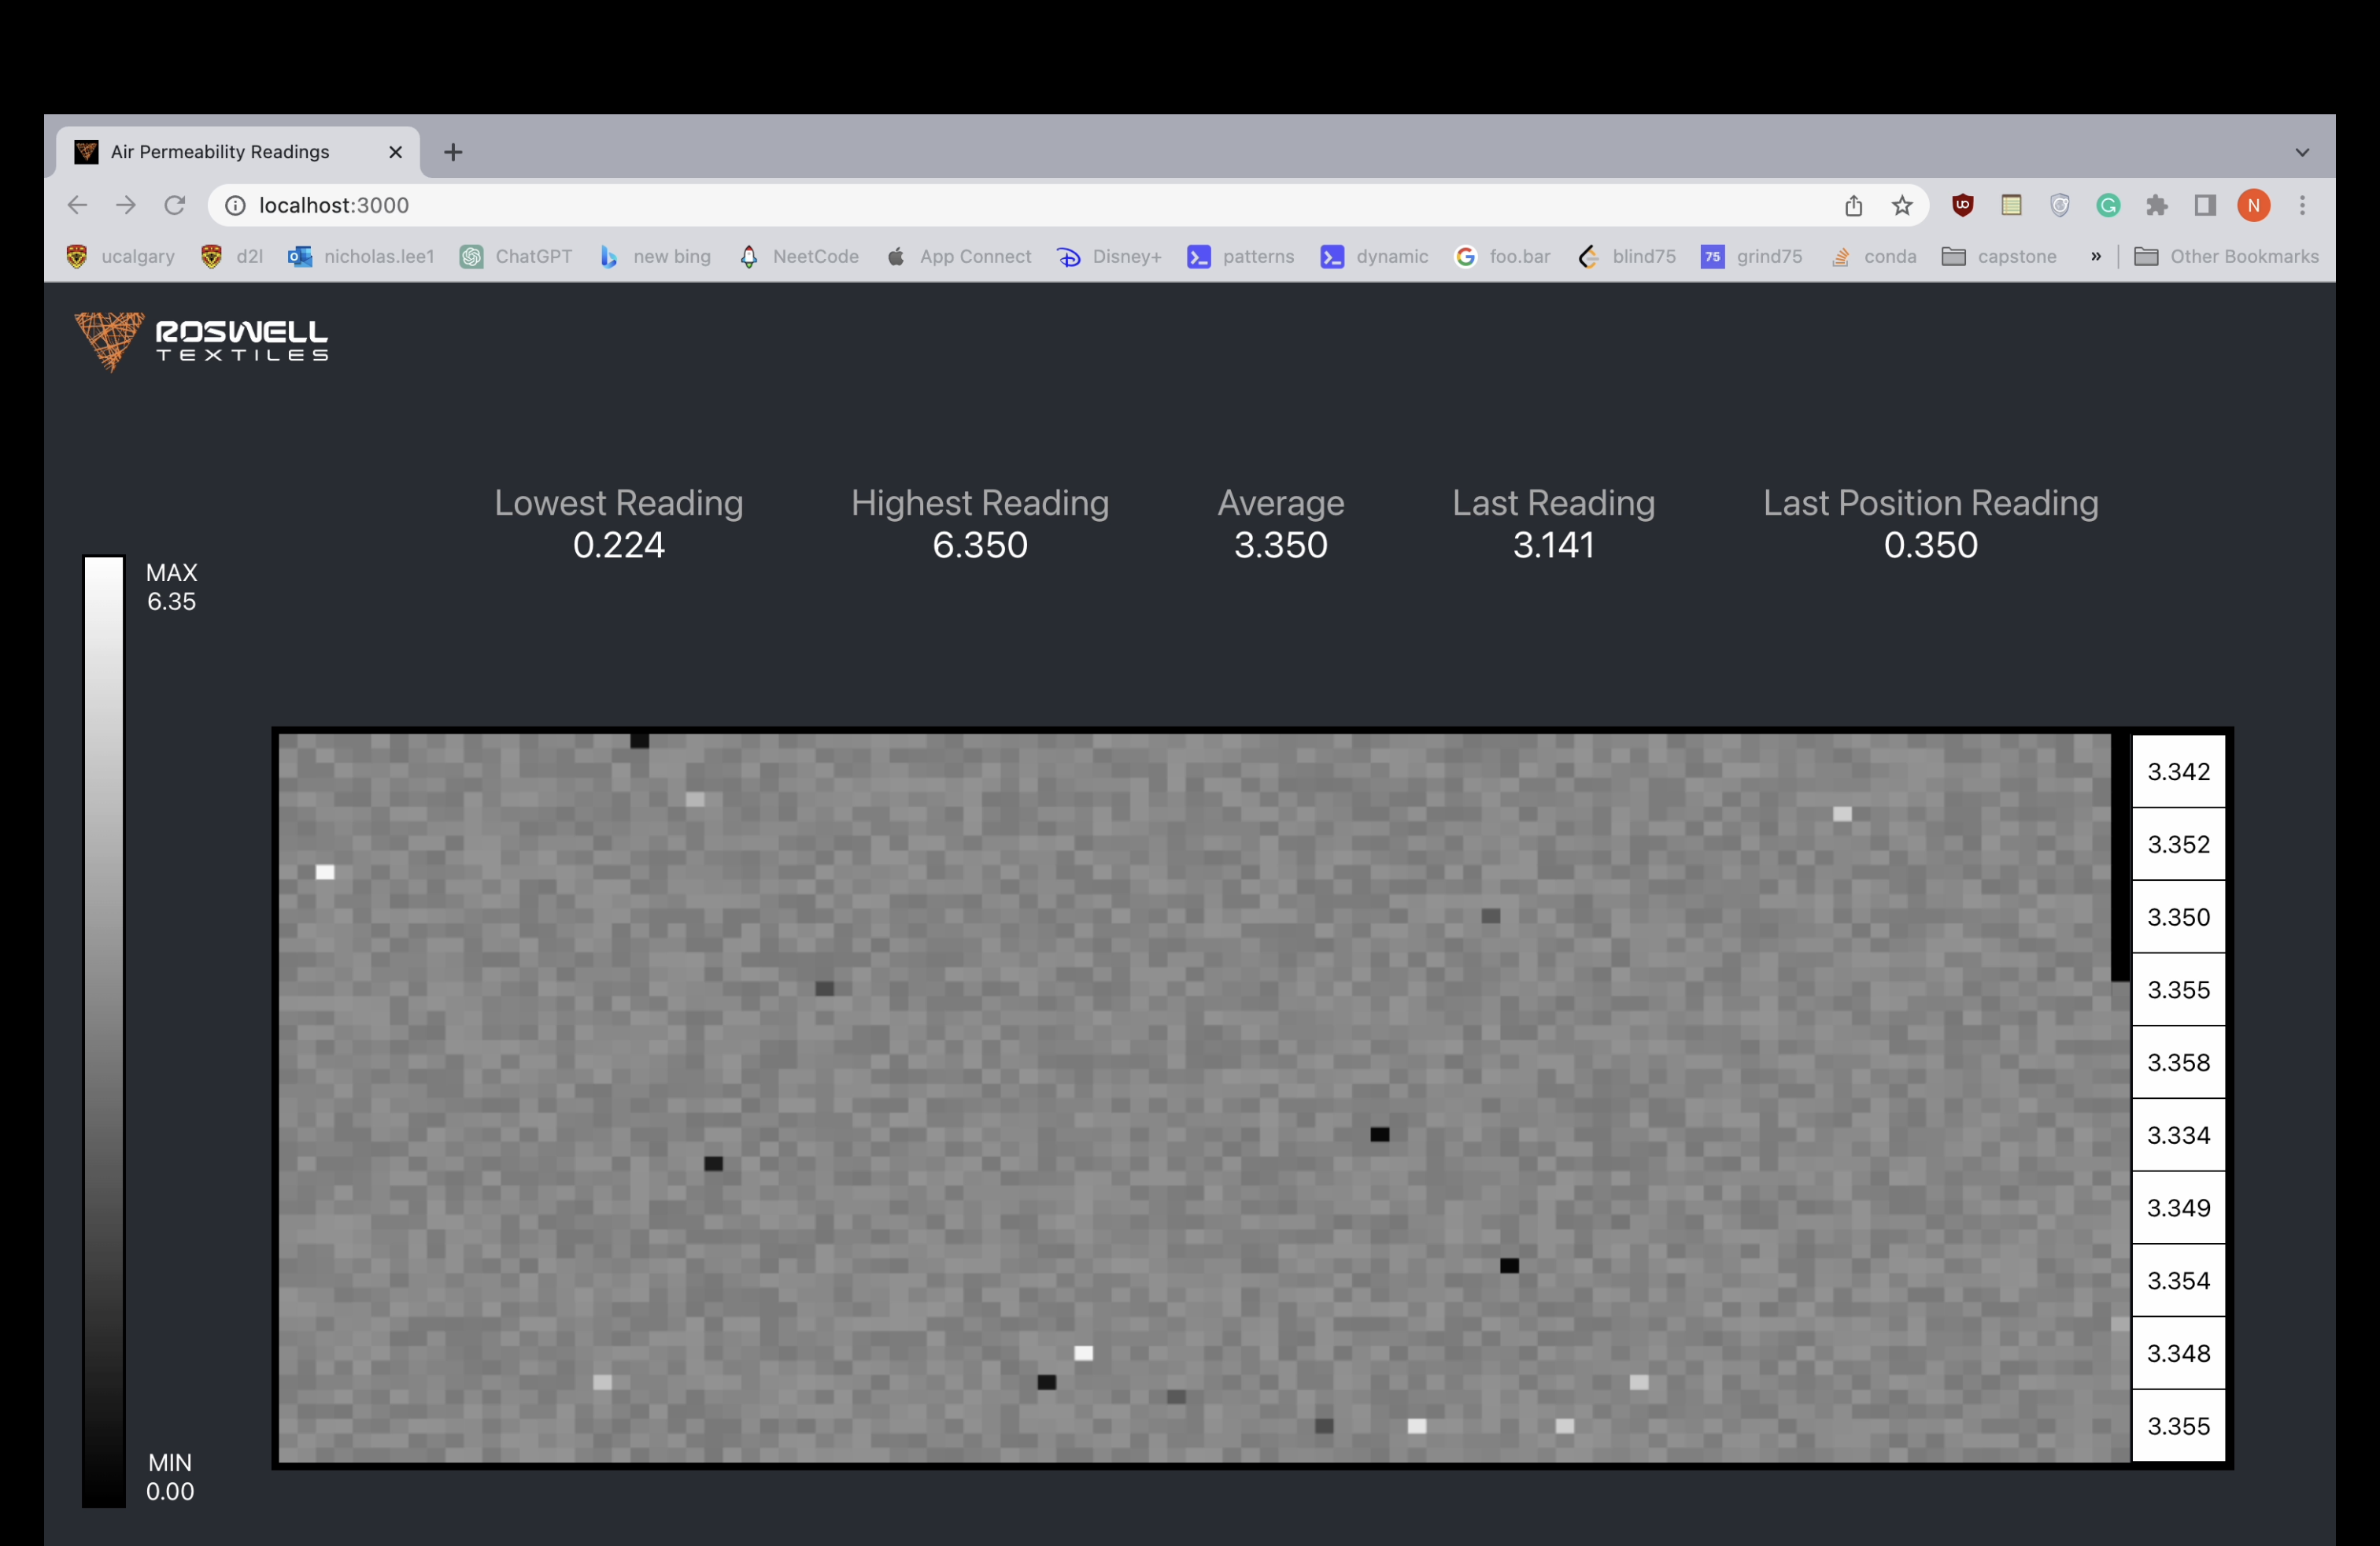 Air Permeability Readings
localhost:3000
N
ucalgary d2l nicholas.lee1 ChatGPT new bing NeetCode App Connect Disney+ patterns dynamic foo.bar blind75 75 grind75 conda capstone » Other Bookmarks
ROSWELL
TEXTILES
Lowest Reading Highest Reading Average Last Reading Last Position Reading
0.224 6.350 3.350 3.141 0.350
MAX
6.35
3.342
3.352
3.350
3.355
3.358
3.334
3.349
3.354
3.348
3.355
MIN
0.00